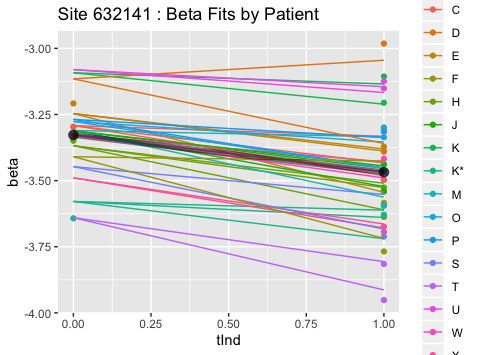 Site 632141 : Beta Fits by Patient
beta
-3.00
-3.25
-3.50
-3.75
-4.00
0.00 0.25 0.50 0.75 1.00
tInd
C
D
E
F
H
J
K
K*
M
O
P
S
T
U
W